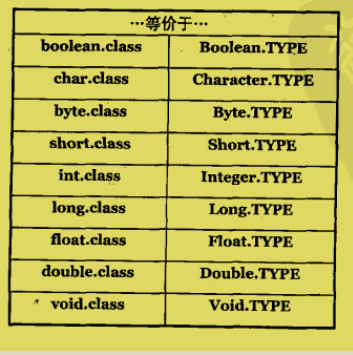 …等价于…
boolean.class Boolean.TYPE
char.class Character.TYPE
byte.class Byte.TYPE
short.class Short.TYPE
int.class Integer.TYPE
long.class Long.TYPE
float.class Float.TYPE
double.class Double.TYPE
void.class Void.TYPE